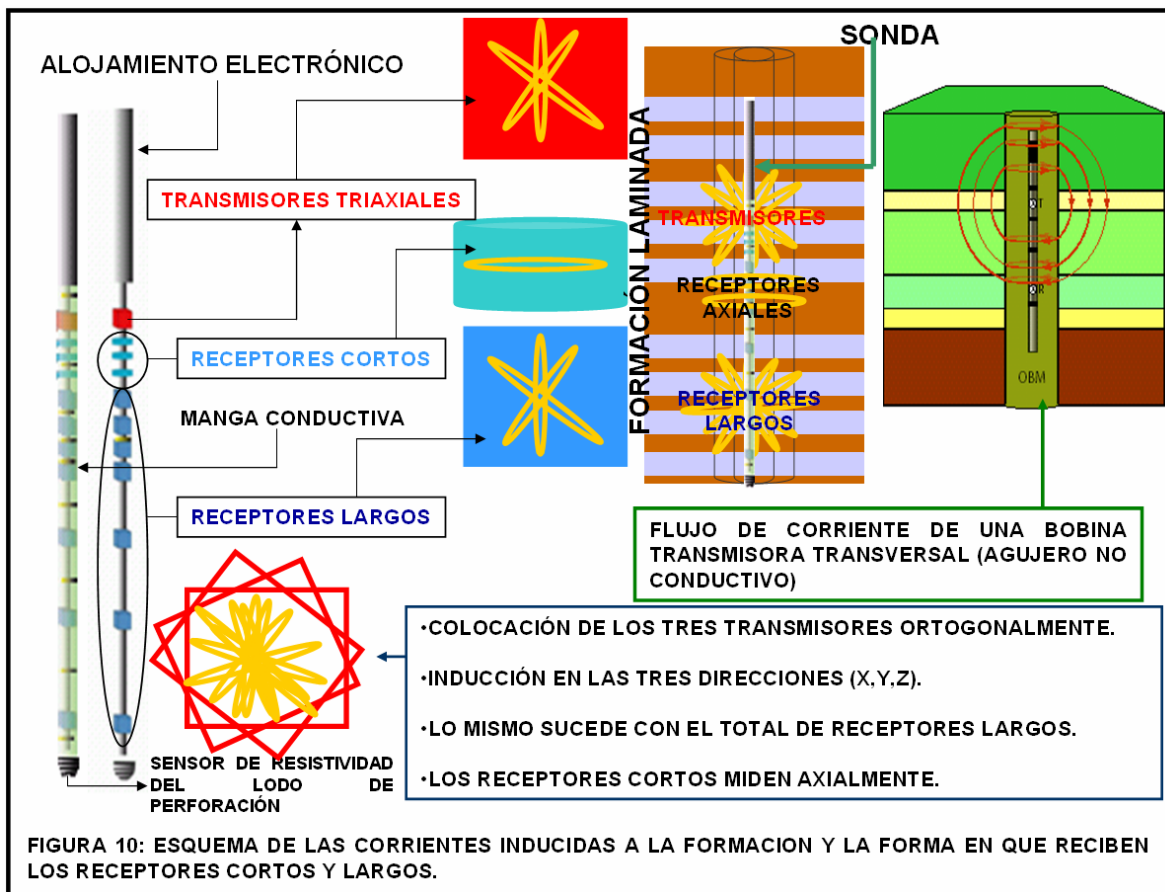 SONDA
ALOJAMIENTO ELECTRÓNICO
TRANSMISORES TRIAXIALES
RECEPTORES CORTOS
MANGA CONDUCTIVA
RECEPTORES LARGOS
SENSOR DE RESISTIVIDAD
DEL LODO DE
PERFORACIÓN
FORMACIÓN LAMINADA
TRANSMISORES
RECEPTORES
AXIALES
RECEPTORES
LARGOS
T
R
OBM
FLUJO DE CORRIENTE DE UNA BOBINA
TRANSMISORA TRANSVERSAL (AGUJERO NO
CONDUCTIVO)
•COLOCACIÓN DE LOS TRES TRANSMISORES ORTOGONALMENTE.
•INDUCCIÓN EN LAS TRES DIRECCIONES (X,Y,Z).
•LO MISMO SUCEDE CON EL TOTAL DE RECEPTORES LARGOS.
•LOS RECEPTORES CORTOS MIDEN AXIALMENTE.
FIGURA 10: ESQUEMA DE LAS CORRIENTES INDUCIDAS A LA FORMACION Y LA FORMA EN QUE RECIBEN
LOS RECEPTORES CORTOS Y LARGOS.